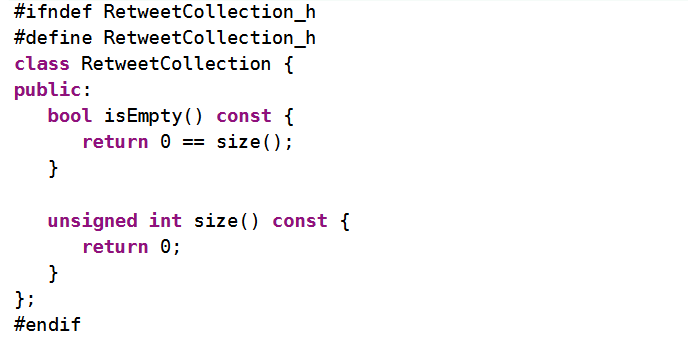 #ifndef RetweetCollection_h
#define RetweetCollection_h
class RetweetCollection {
public:
   bool isEmpty() const {
      return 0 == size();
   }

   unsigned int size() const {
      return 0;
   }
};
#endif